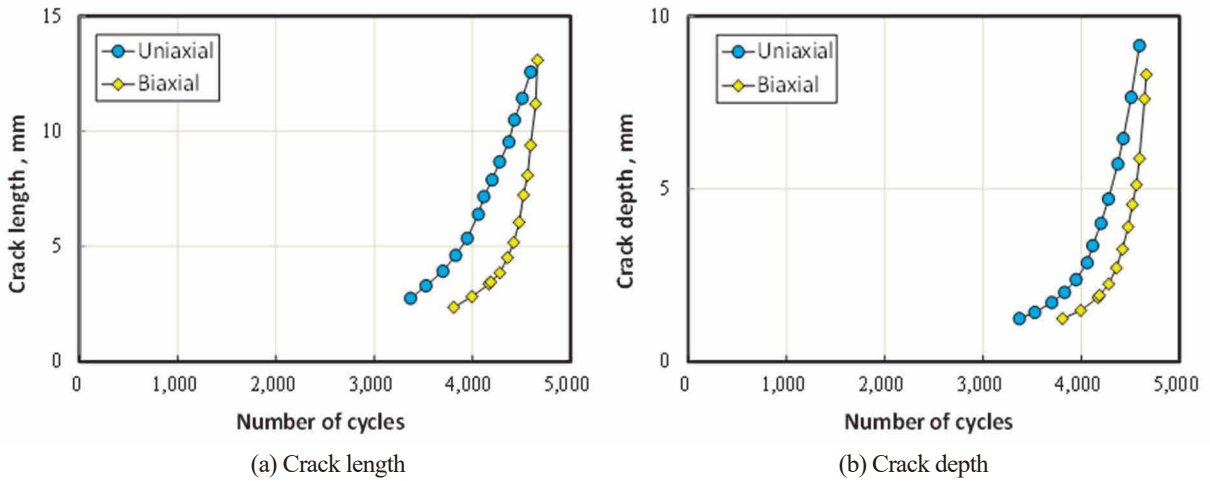 15
10
5
0
Crack length , mm
Uniaxial
Biaxial
0 1,000 2,000 3,000 4,000 5,000
Number of cycles
(a) Crack length
10
5
0
Crack depth , mm
Uniaxial
Biaxial
0 1,000 2,000 3,000 4,000 5,000
Number of cycles
(b) Crack depth